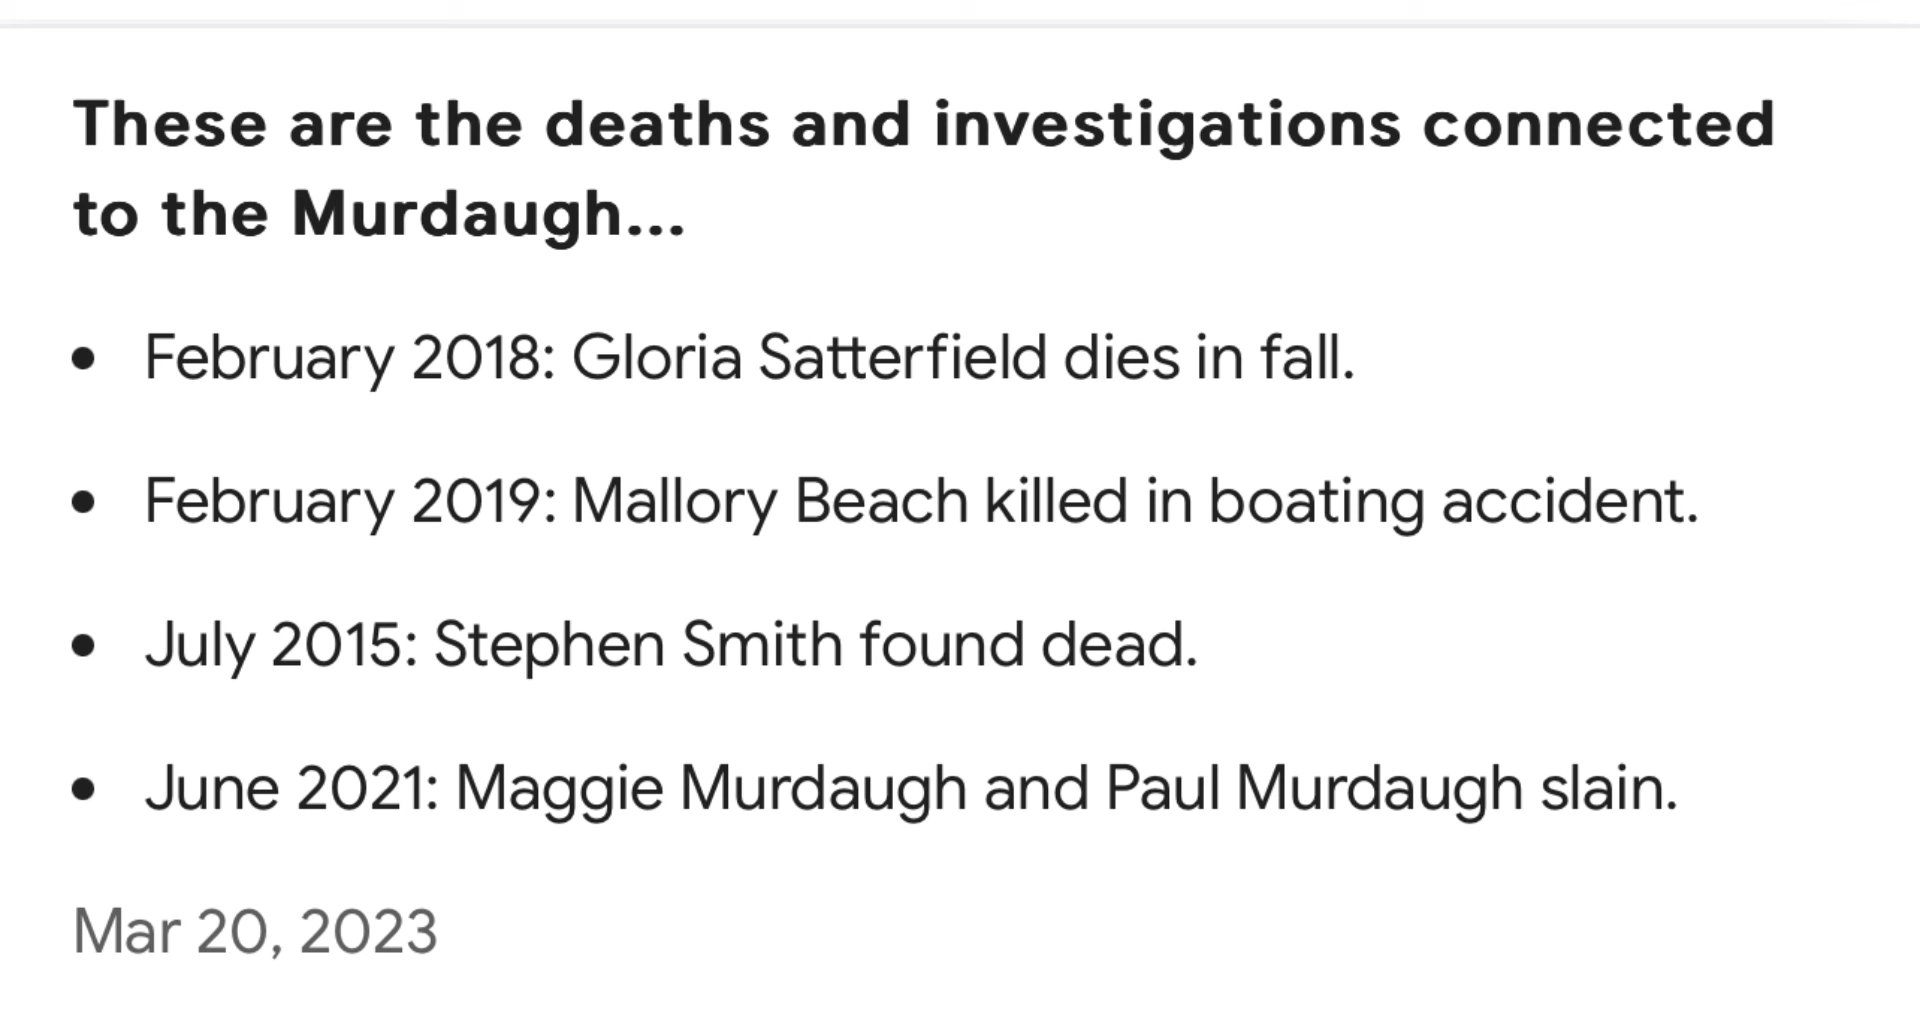 These are the deaths and investigations connected
to the Murdaugh...
• February 2018: Gloria Satterfield dies in fall.
• February 2019: Mallory Beach killed in boating accident.
• July 2015: Stephen Smith found dead.
• June 2021: Maggie Murdaugh and Paul Murdaugh slain.
Mar 20, 2023